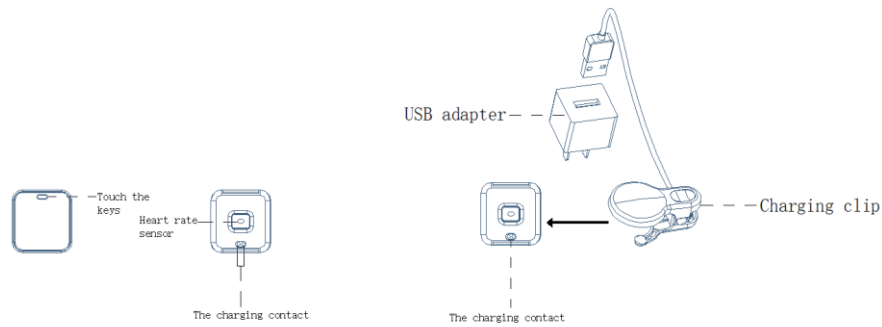 USB adapter
Touch the
keys
Heart rate
sensor
Charging clip
The charging contact
The charging contact